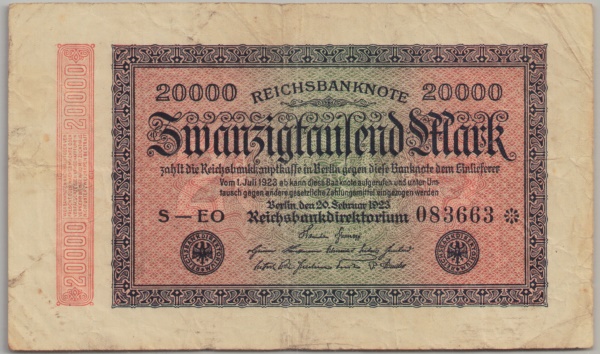 20000 REICHSBANKNOTE 20000
Zwanzigtausend Mark
zahlt die Reichsbankhauptkasse in Berlin gegen diese Banknote dem Einlieferer
Vom 1. Juli 1923 ab kann diese Banknote aufgerufen und unter Um-
tausch gegen andere gesetzliche Zahlungsmittel eingezogen werden
Berlin, den 20. Februar 1923
S — EO Reichsbankdirektorium 083663 ✻
20000
20000